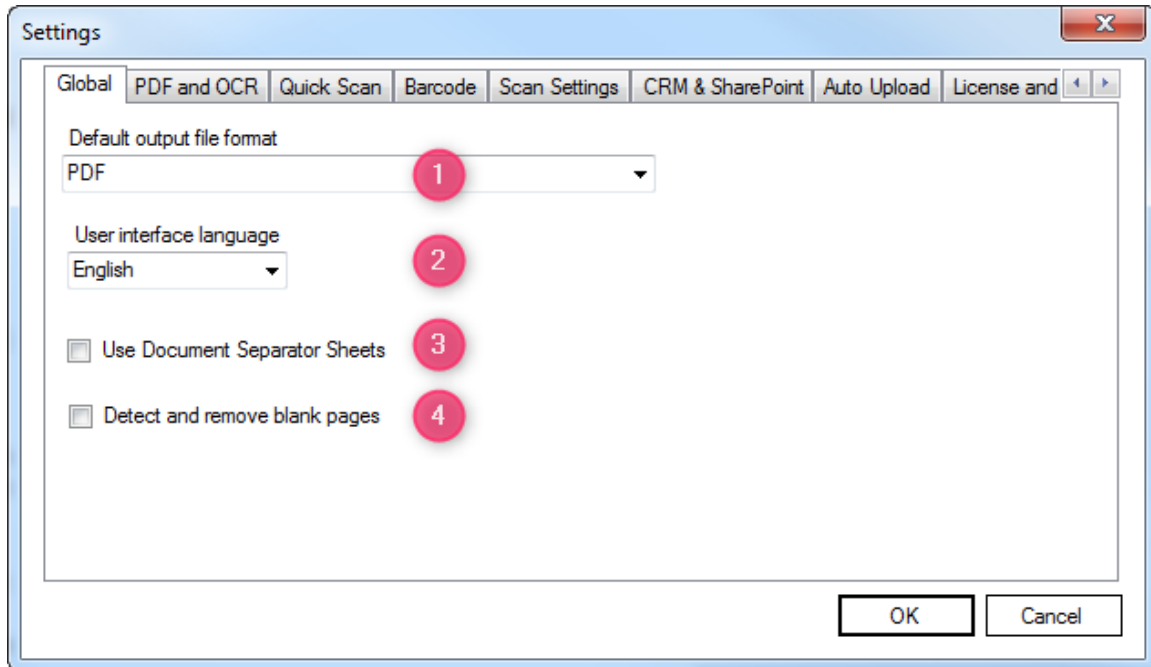 Settings
Global PDF and OCR Quick Scan Barcode Scan Settings CRM & SharePoint Auto Upload License and
Default output file format
PDF 1
User interface language
2
English
Use Document Separator Sheets 3
Detect and remove blank pages 4
OK Cancel